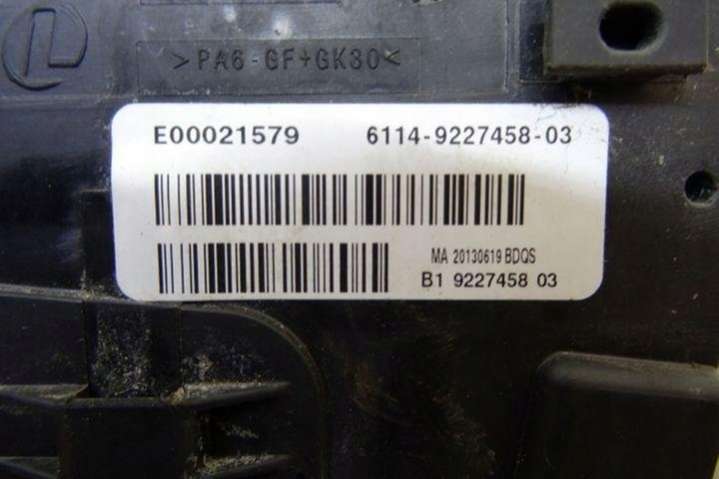 >PA6-GF+GK30<
E00021579 6114-9227458-03
MA 20130619 BDQS
B1 9227458 03